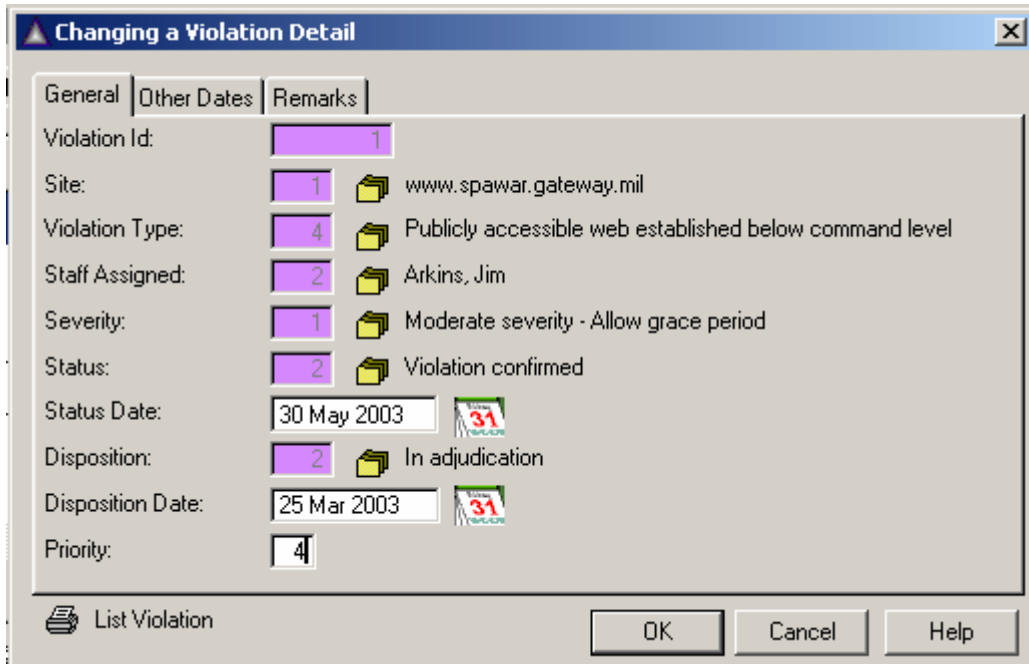 Changing a Violation Detail
General Other Dates Remarks
Violation Id: 1
Site: 1 www.spawar.gateway.mil
Violation Type: 4 Publicly accessible web established below command level
Staff Assigned: 2 Arkins, Jim
Severity: 1 Moderate severity - Allow grace period
Status: 2 Violation confirmed
Status Date: 30 May 2003 31
Disposition: 2 In adjudication
Disposition Date: 25 Mar 2003 31
Priority: 4
List Violation OK Cancel Help